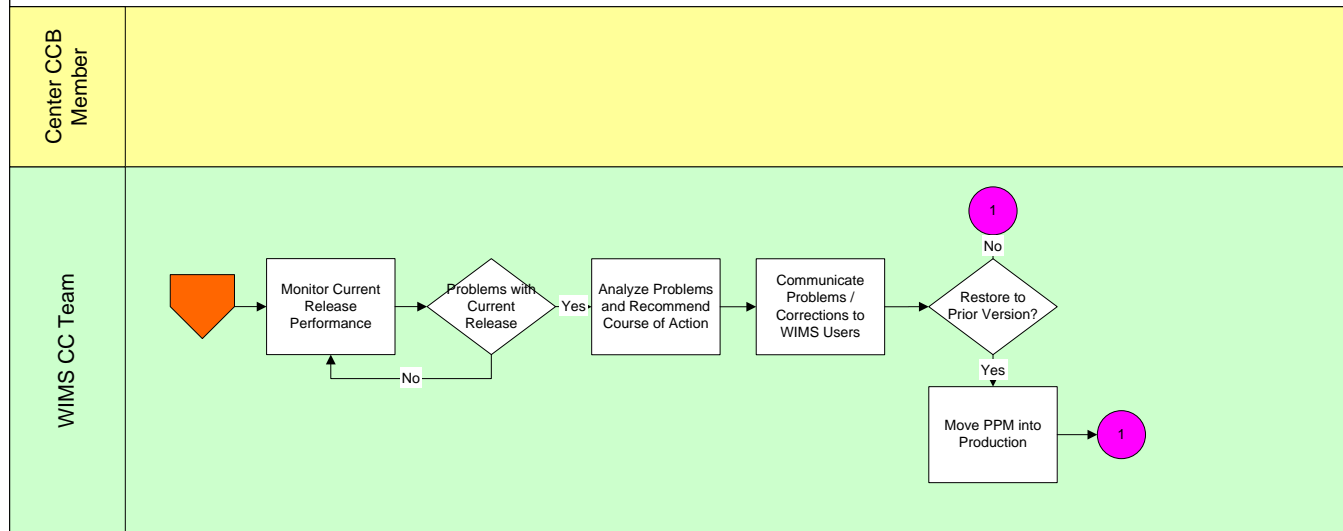 Center CCB
Member
WIMS CC Team
Monitor Current
Release
Performance
Problems with
Current
Release
No
Yes
Analyze Problems
and Recommend
Course of Action
Communicate
Problems /
Corrections to
WIMS Users
Restore to
Prior Version?
No
1
Yes
Move PPM into
Production
1